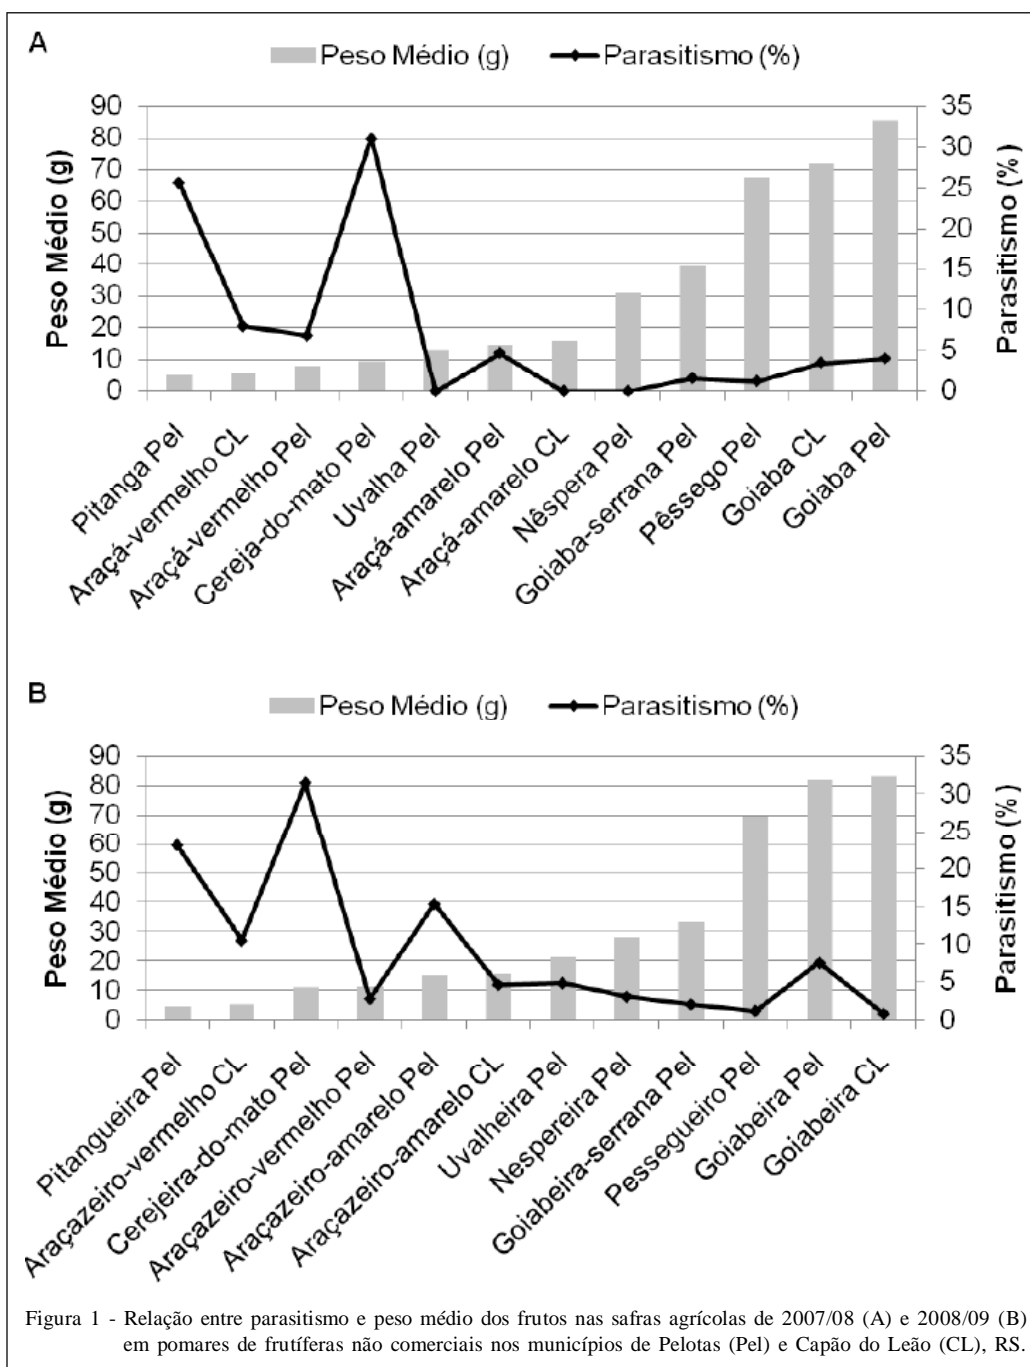 A
Peso Médio (g) Parasitismo (%)
90
80
70
60
50
40
30
20
10
0
Peso Médio (g)
35
30
25
20
15
10
5
0
Parasitismo (%)
Pitanga Pel
Araçá-vermelho CL
Araçá-vermelho Pel
Cereja-do-mato Pel
Uvalha Pel
Araçá-amarelo Pel
Araçá-amarelo CL
Nêspera Pel
Goiaba-serrana Pel
Pêssego Pel
Goiaba CL
Goiaba Pel
B
Peso Médio (g) Parasitismo (%)
90
80
70
60
50
40
30
20
10
0
Peso Médio (g)
35
30
25
20
15
10
5
0
Parasitismo (%)
Pitangueira Pel
Araçazeiro-vermelho CL
Cerejeira-do-mato Pel
Araçazeiro-vermelho Pel
Araçazeiro-amarelo Pel
Araçazeiro-amarelo CL
Uvalheira Pel
Nespereira Pel
Goiabeira-serrana Pel
Pessegueiro Pel
Goiabeira Pel
Goiabeira CL
Figura 1 - Relação entre parasitismo e peso médio dos frutos nas safras agrícolas de 2007/08 (A) e 2008/09 (B)
em pomares de frutíferas não comerciais nos municípios de Pelotas (Pel) e Capão do Leão (CL), RS.